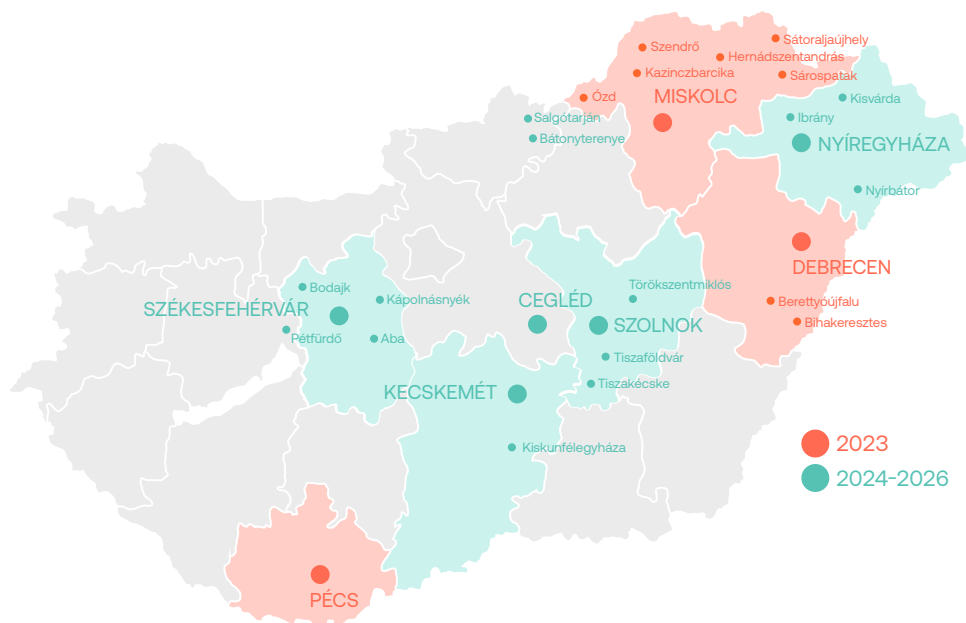 Sátoraljaújhely
Szendrő
Hernádszentandrás
Kazinczbarcika
Sárospatak
Ózd
MISKOLC
Kisvárda
Salgótarján
Ibrány
Bátonyterenye
NYÍREGYHÁZA
Nyírbátor
DEBRECEN
Bodajk
Törökszentmiklós
Kápolnásnyék
CEGLÉD
Berettyóújfalu
SZÉKESFEHÉRVÁR
Bihakeresztes
SZOLNOK
Pétfürdő
Aba
Tiszaföldvár
Tiszakécske
KECSKEMÉT
Kiskunfélegyháza
2023
2024-2026
PÉCS